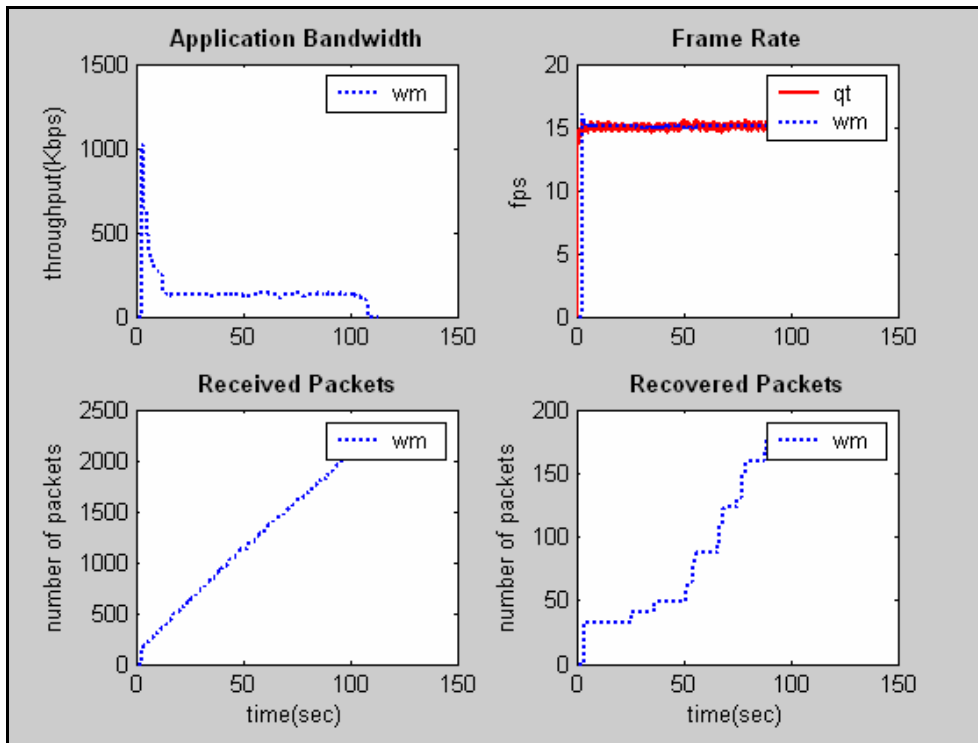 Application Bandwidth
1500
1000
500
0
throughput(Kbps)
wm
0
50
100
150
Frame Rate
20
15
10
5
0
fps
qt
wm
0
50
100
150
Received Packets
2500
2000
1500
1000
500
0
number of packets
wm
0
50
100
150
time(sec)
Recovered Packets
200
150
100
50
0
number of packets
wm
0
50
100
150
time(sec)